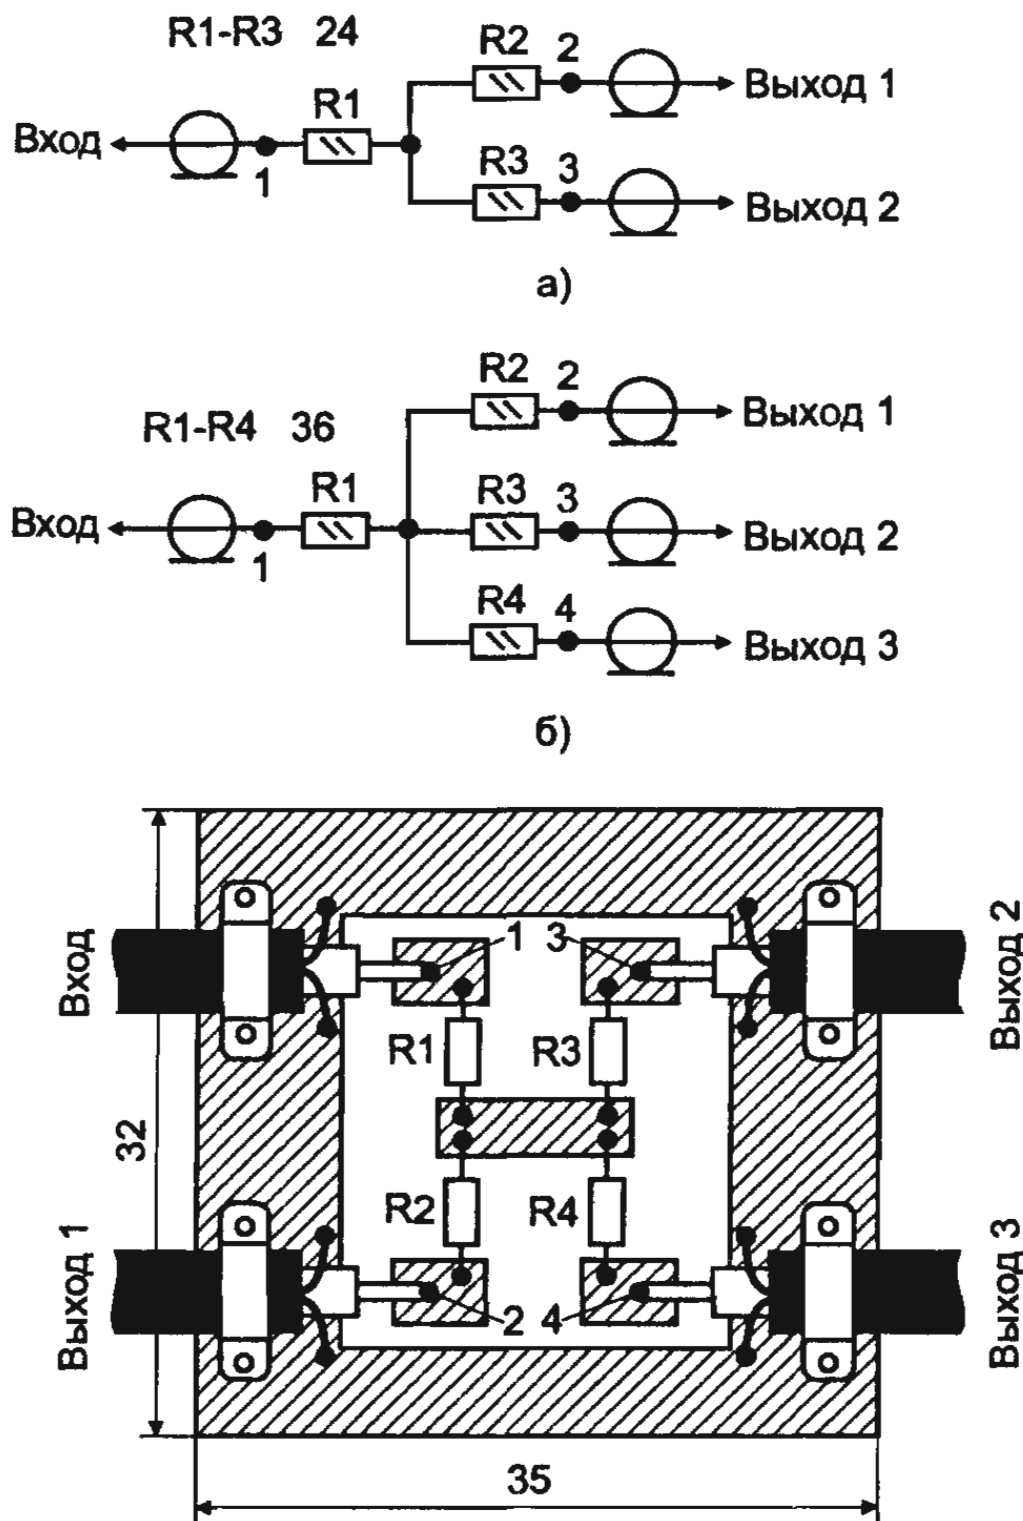 R1-R3 24
R2 2
Выход 1
R1
Вход
1
R3 3
Выход 2
а)
R2 2
Выход 1
R1-R4 36
R1
R3 3
Вход
1
Выход 2
R4 4
Выход 3
б)
Вход
1 3
Выход 2
R1 R3
32
R2 R4
Выход 1
2 4
Выход 3
35